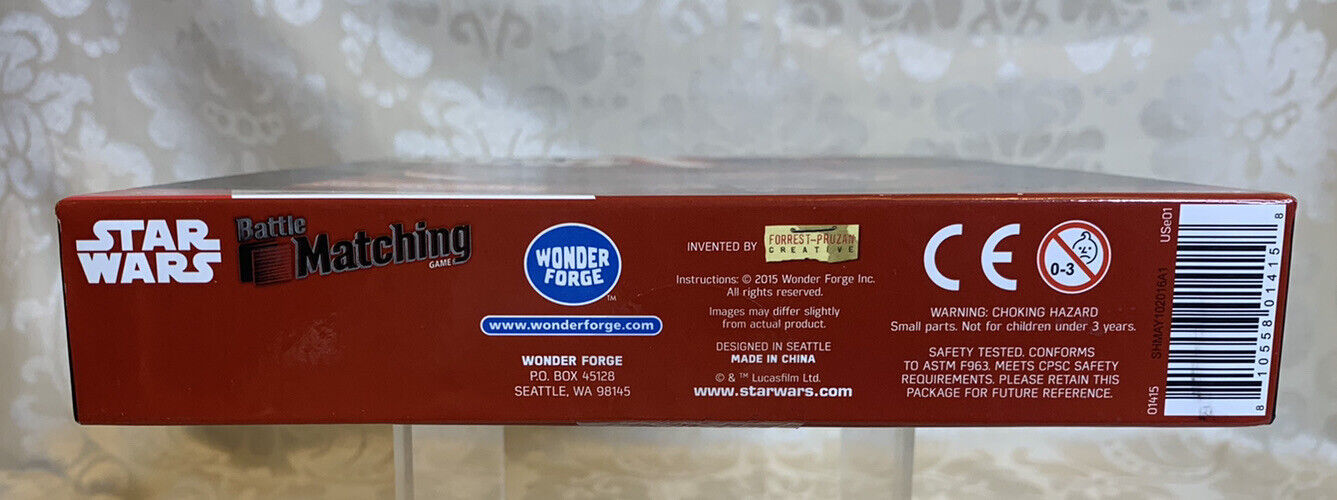 STAR
WARS
Battle
Matching
GAME
WONDER
FORGE
TM
www.wonderforge.com
WONDER FORGE
P.O. BOX 45128
SEATTLE, WA 98145
INVENTED BY
FORREST-PRUZAN
CREATIVE
Instructions: © 2015 Wonder Forge Inc.
All rights reserved.
Images may differ slightly
from actual product.
DESIGNED IN SEATTLE
MADE IN CHINA
© & ™ Lucasfilm Ltd.
www.starwars.com
CE
0-3
WARNING: CHOKING HAZARD
Small parts. Not for children under 3 years.
SAFETY TESTED. CONFORMS
TO ASTM F963. MEETS CPSC SAFETY
REQUIREMENTS. PLEASE RETAIN THIS
PACKAGE FOR FUTURE REFERENCE.
USe01
SHMAY102016A1
01415
8 10558 01415 8